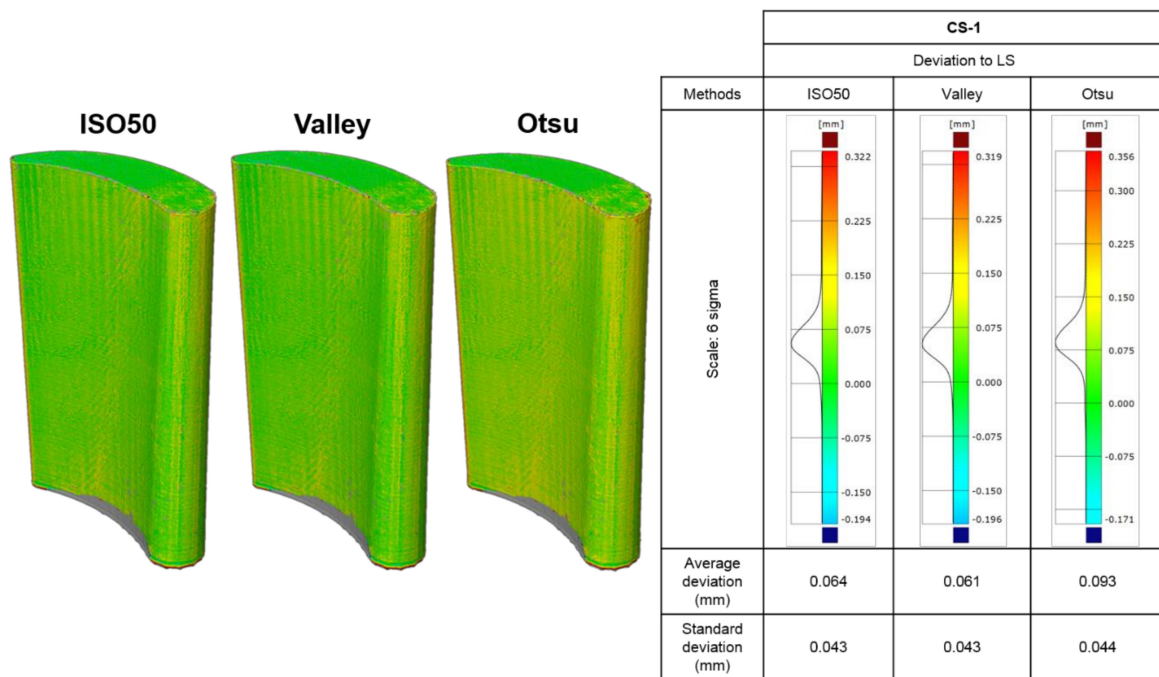 ISO50
Valley
Otsu
CS-1
Deviation to LS
Methods
ISO50
Valley
Otsu
Scale: 6 sigma
[mm]
0.322
0.225
0.150
0.075
0.000
-0.075
-0.150
-0.194
[mm]
0.319
0.225
0.150
0.075
0.000
-0.075
-0.150
-0.196
[mm]
0.356
0.300
0.225
0.150
0.075
0.000
-0.075
-0.171
Average
deviation
(mm)
0.064
0.061
0.093
Standard
deviation
(mm)
0.043
0.043
0.044